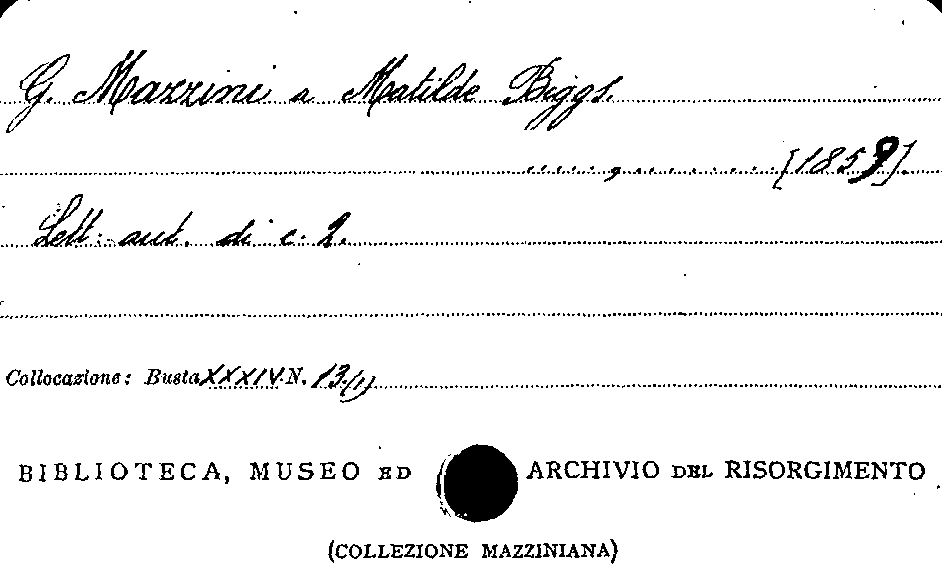 G. Mazzini a Matilde Biggs.
....., ........ [1859].
Lett. aut. di c. 2.
Collocazione: Busta XXXIV N. 13.(1)
BIBLIOTECA, MUSEO ED ARCHIVIO DEL RISORGIMENTO
(COLLEZIONE MAZZINIANA)